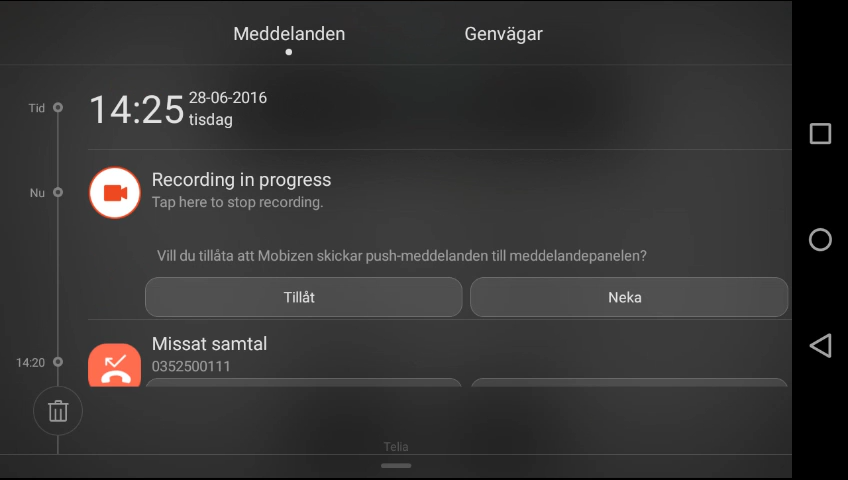 Meddelanden
Genvägar
Tid
14:25
28-06-2016
tisdag
Nu
Recording in progress
Tap here to stop recording.
Vill du tillåta att Mobizen skickar push-meddelanden till meddelandepanelen?
Tillåt
Neka
14:20
Missat samtal
0352500111
Telia